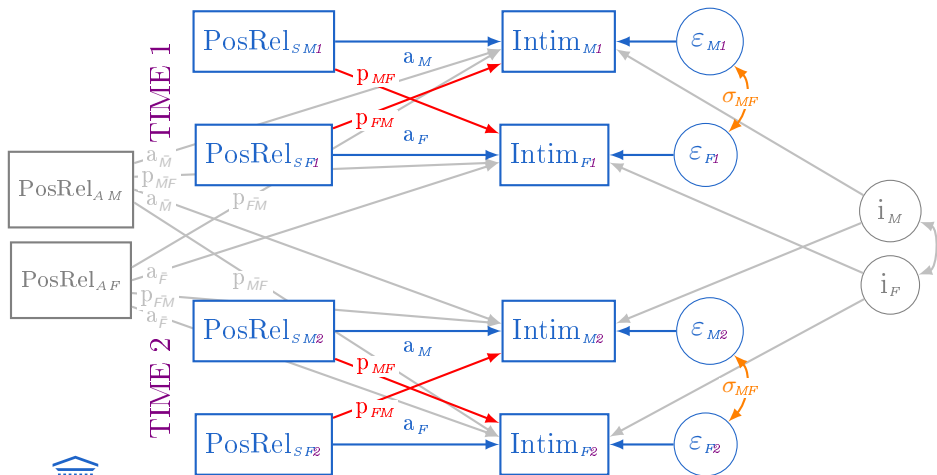 TIME 1
PosRel_SM1
a_M
Intim_M1
ε_M1
p_MF
σ_MF
p_FM
PosRel_SF1
a_F
Intim_F1
ε_F1
PosRel_AM
a_M̄
p_M̄F
a_M̄
p_F̄M
i_M
PosRel_AF
a_F̄
p_F̄M
a_F̄
p_M̄F
i_F
TIME 2
PosRel_SM2
a_M
Intim_M2
ε_M2
p_MF
σ_MF
p_FM
PosRel_SF2
a_F
Intim_F2
ε_F2